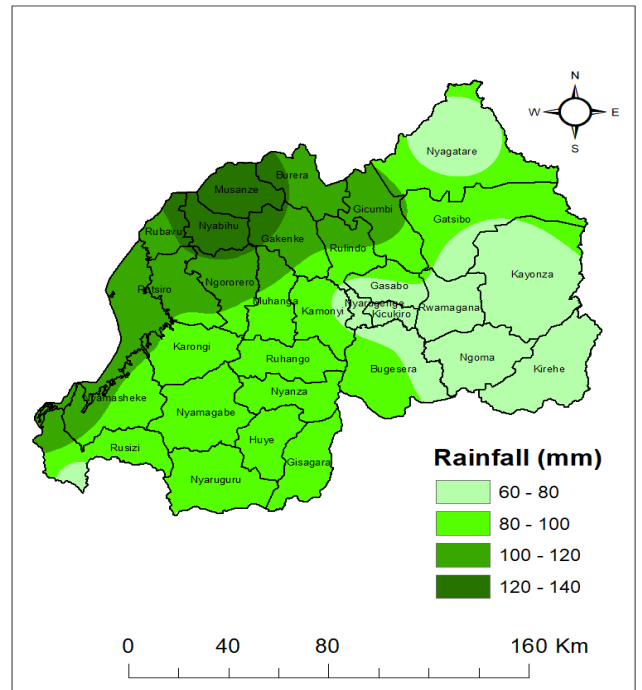 N
W E
S
Nyagatare
Burera
Musanze
Gicumbi
Gatsibo
Nyabihu
Rubavu
Gakenke
Rulindo
Kayonza
Gasabo
Ngororero
Rutsiro
Muhanga
Nyarugenge
Kamonyi
Rwamagana
Kicukiro
Karongi
Ruhango
Ngoma
Kirehe
Bugesera
Nyanza
Nyamasheke
Nyamagabe
Huye
Rusizi
Gisagara
Nyaruguru
Rainfall (mm)
60 - 80
80 - 100
100 - 120
120 - 140
0 40 80 160 Km